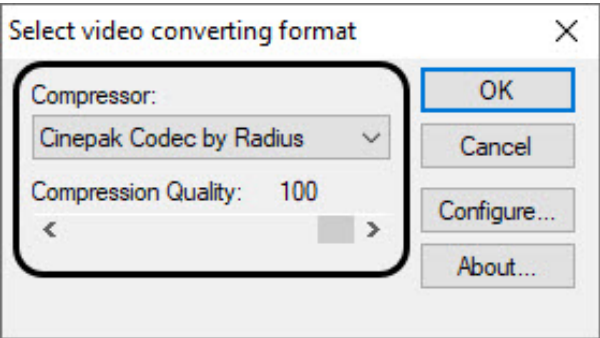 Select video converting format
Compressor:
Cinepak Codec by Radius
Compression Quality: 100
OK
Cancel
Configure...
About...